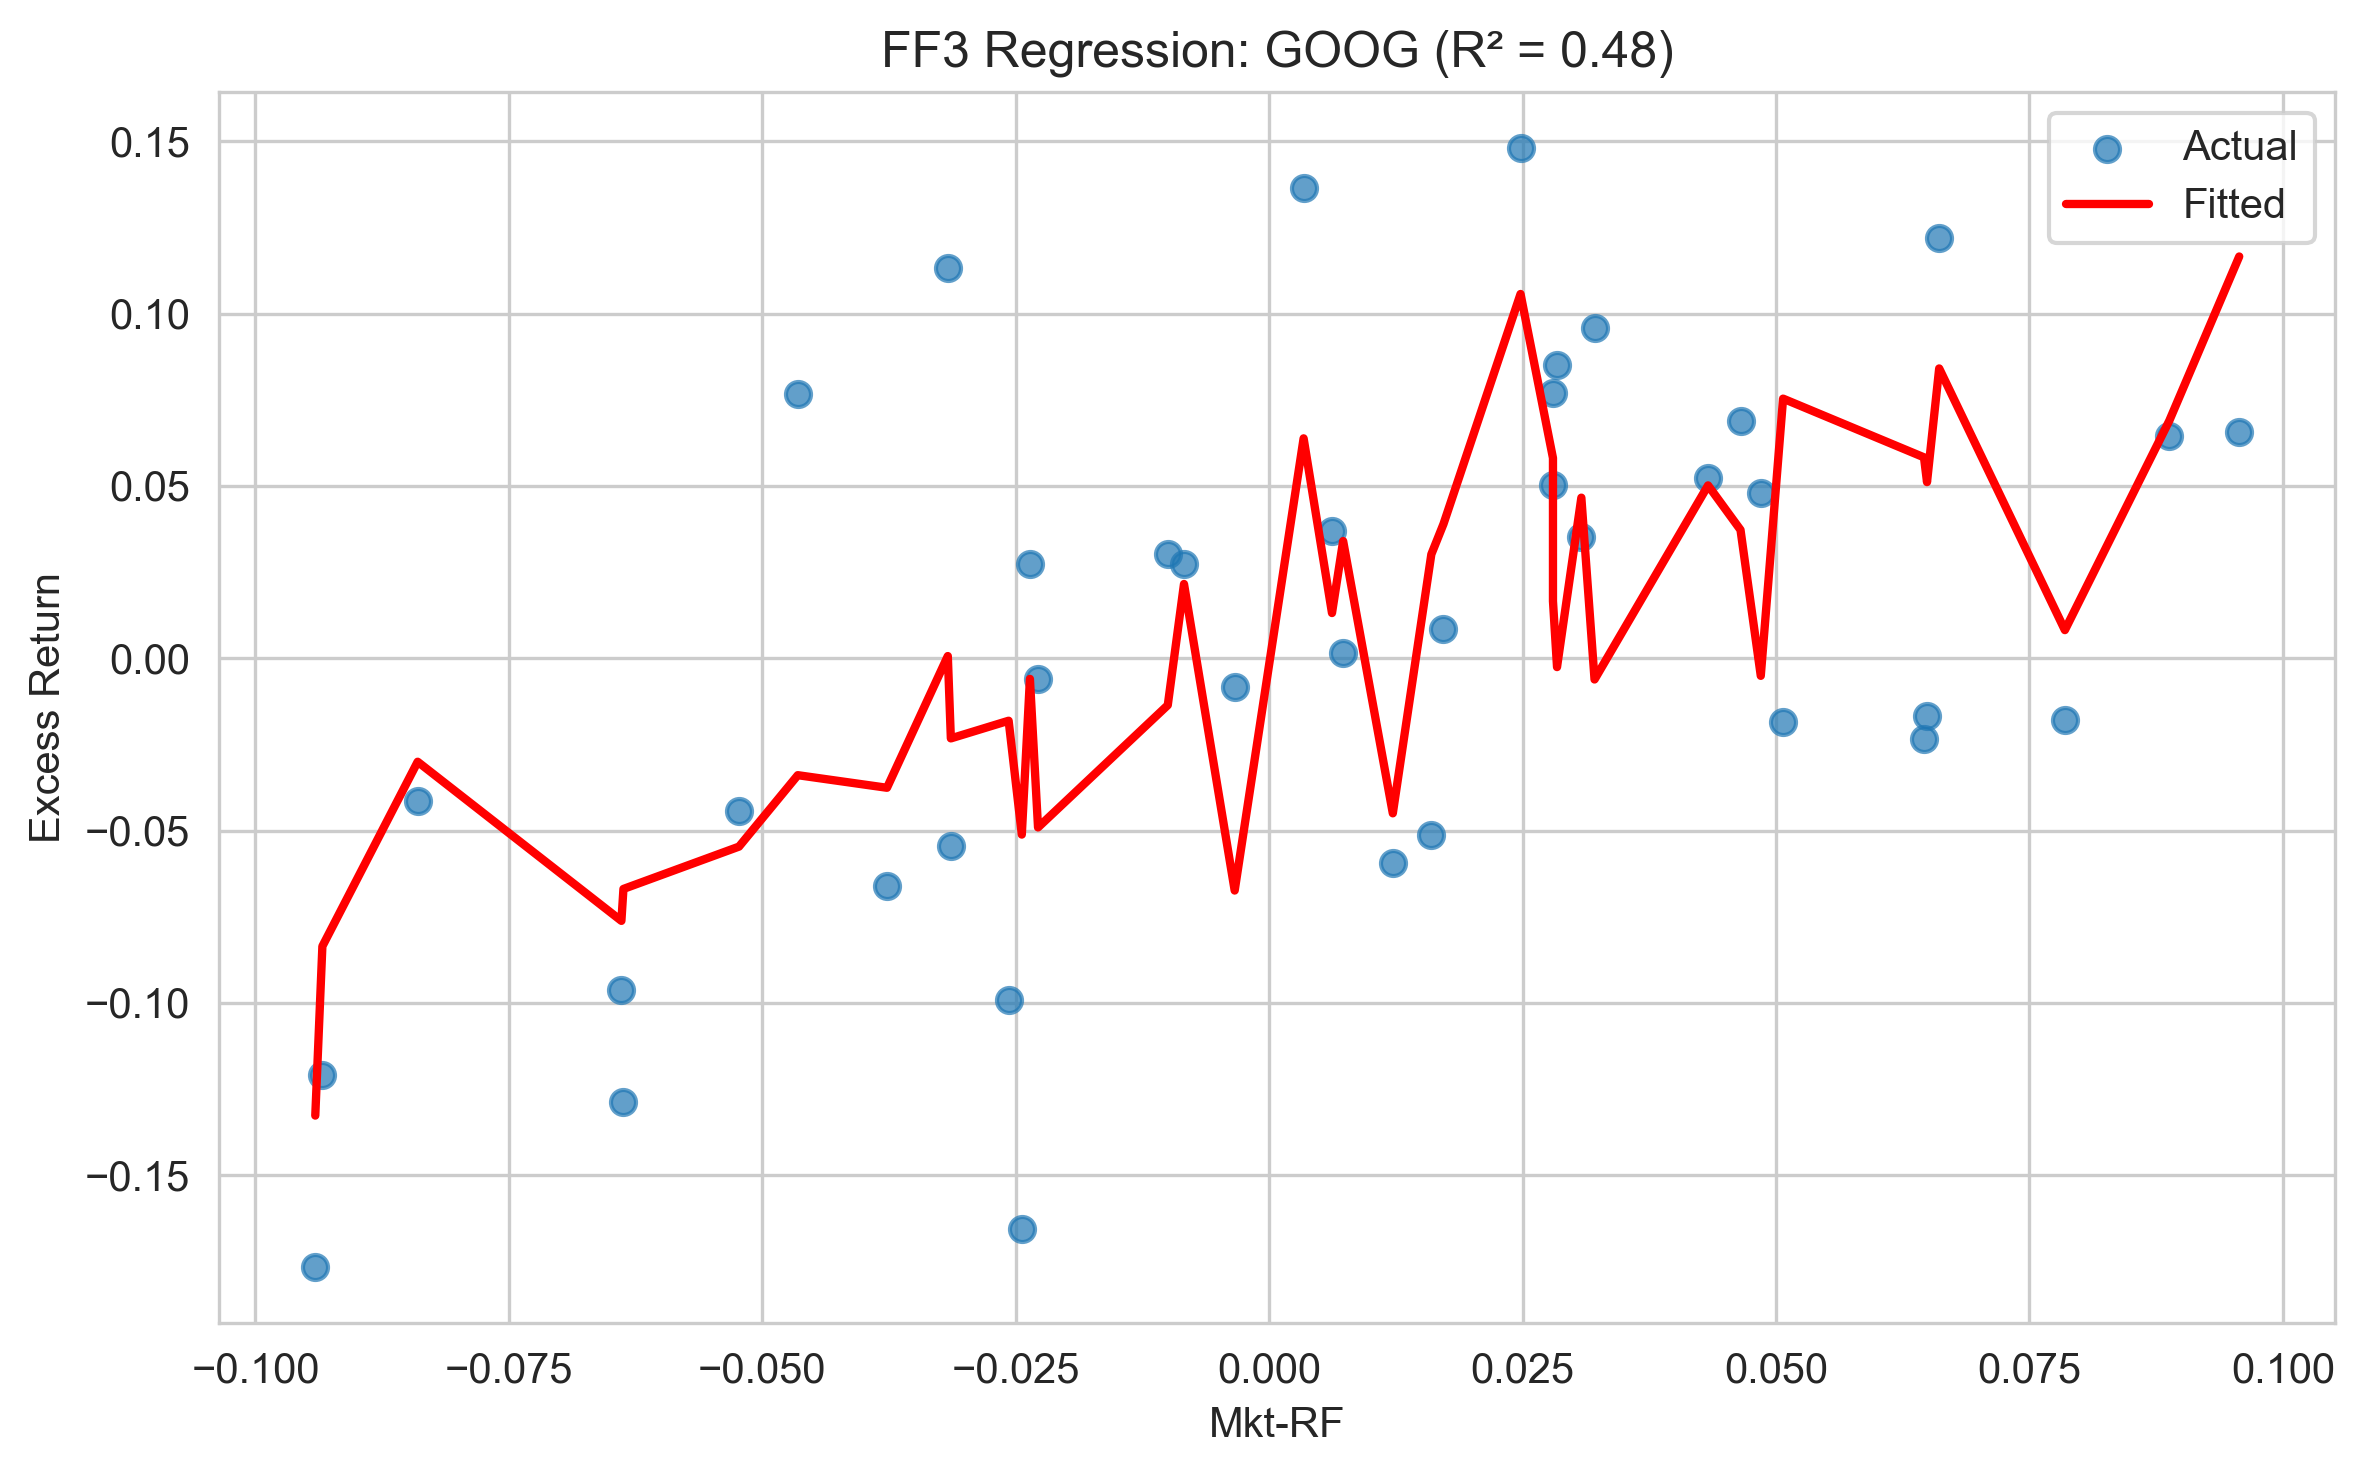 FF3 Regression: GOOG (R² = 0.48)
Actual
Fitted
0.15
0.10
0.05
0.00
−0.05
−0.10
−0.15
Excess Return
−0.100 −0.075 −0.050 −0.025 0.000 0.025 0.050 0.075 0.100
Mkt-RF